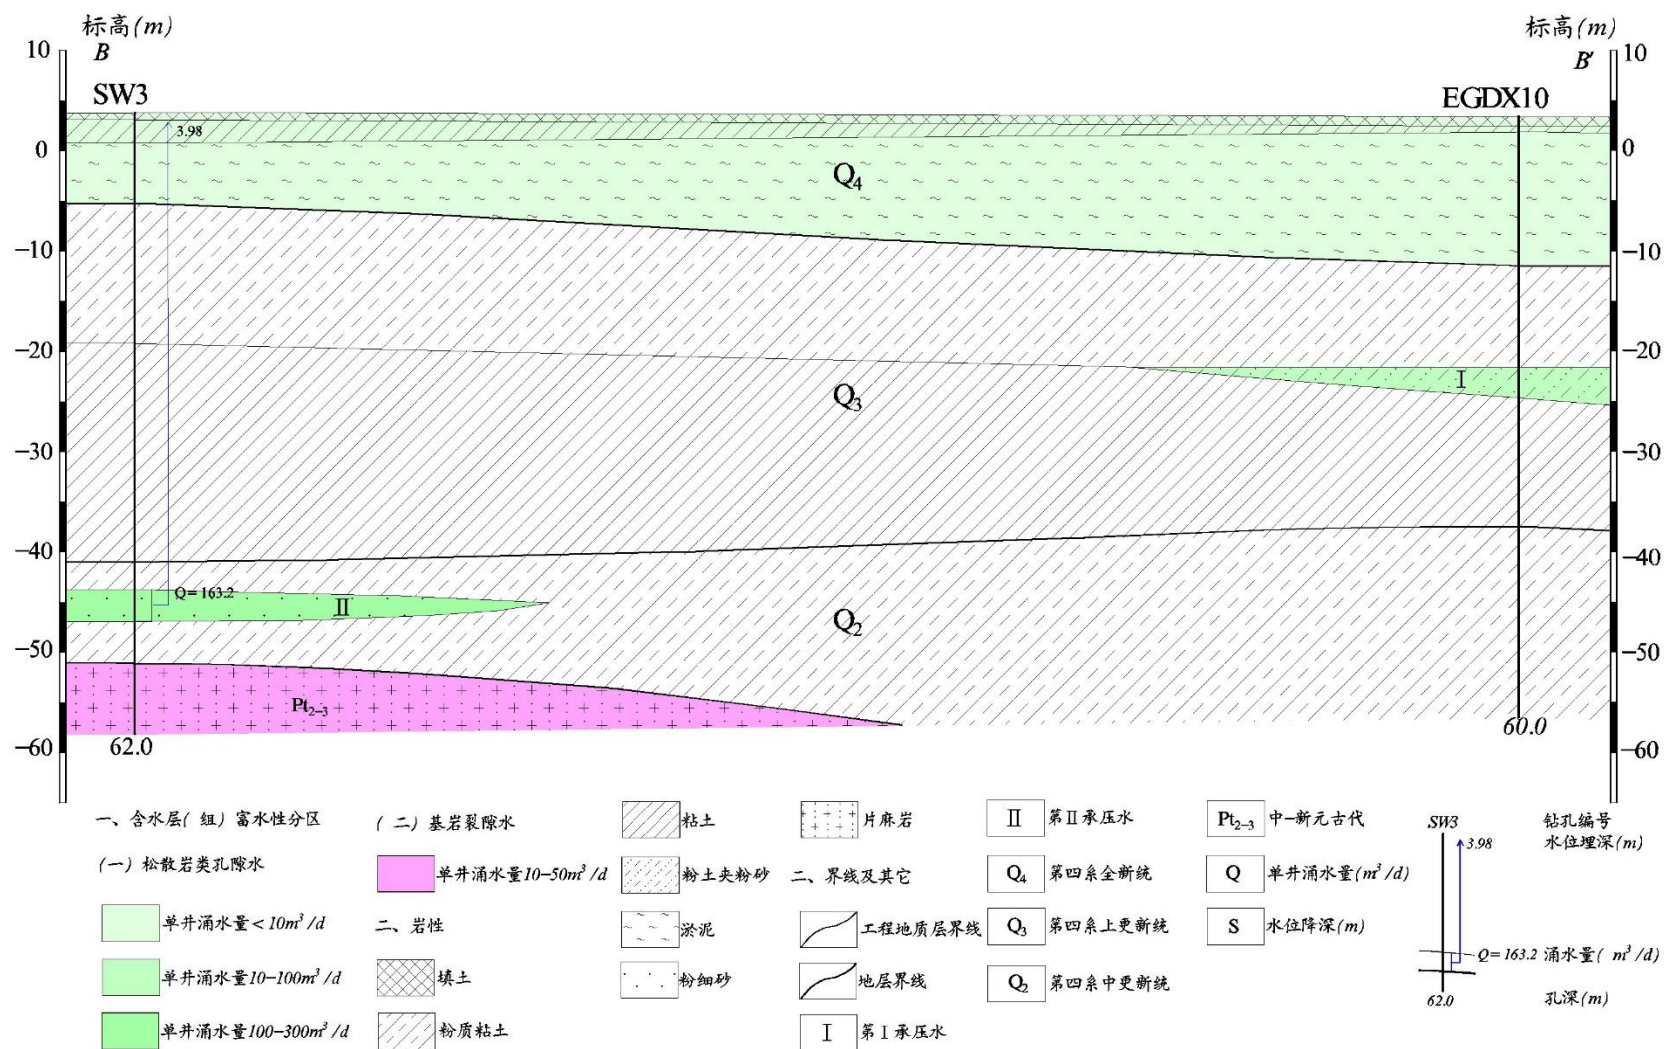 标高(m)
B
标高(m)
B′
10
0
−10
−20
−30
−40
−50
−60
10
0
−10
−20
−30
−40
−50
−60
SW3
EGDX10
3.98
Q₄
Q₃
I
Q=163.2
II
Q₂
Pt₂₋₃
62.0
60.0
一、含水层(组)富水性分区
(一)松散岩类孔隙水
单井涌水量<10m³/d
单井涌水量10−100m³/d
单井涌水量100−300m³/d
(二)基岩裂隙水
单井涌水量10−50m³/d
二、岩性
填土
粉质粘土
粘土
粉土夹粉砂
淤泥
粉细砂
片麻岩
二、界线及其它
工程地质层界线
地层界线
I 第I承压水
II 第II承压水
Q₄ 第四系全新统
Q₃ 第四系上更新统
Q₂ 第四系中更新统
Pt₂₋₃ 中−新元古代
Q 单井涌水量(m³/d)
S 水位降深(m)
SW3 钻孔编号
3.98 水位埋深(m)
Q=163.2 涌水量( m³/d)
62.0 孔深(m)